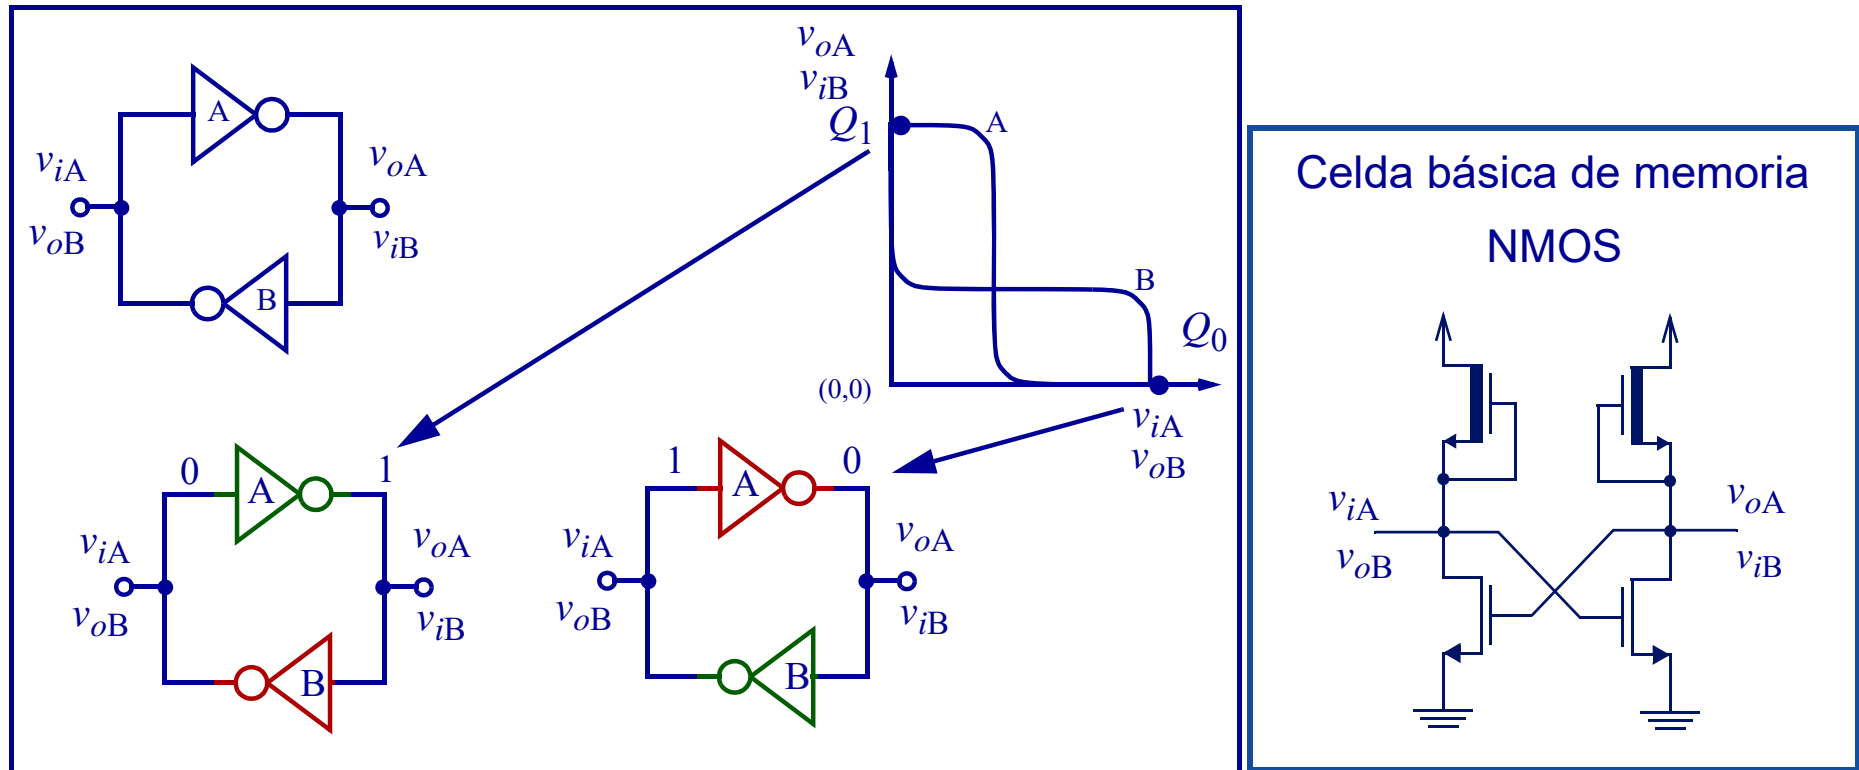 A
v_iA
v_oB
v_oA
v_iB
B
v_oA
v_iB
Q_1
A
B
Q_0
(0,0)
v_iA
v_oB
0
A
1
v_iA
v_oB
v_oA
v_iB
B
1
A
0
v_iA
v_oB
v_oA
v_iB
B
Celda básica de memoria
NMOS
v_iA
v_oB
v_oA
v_iB